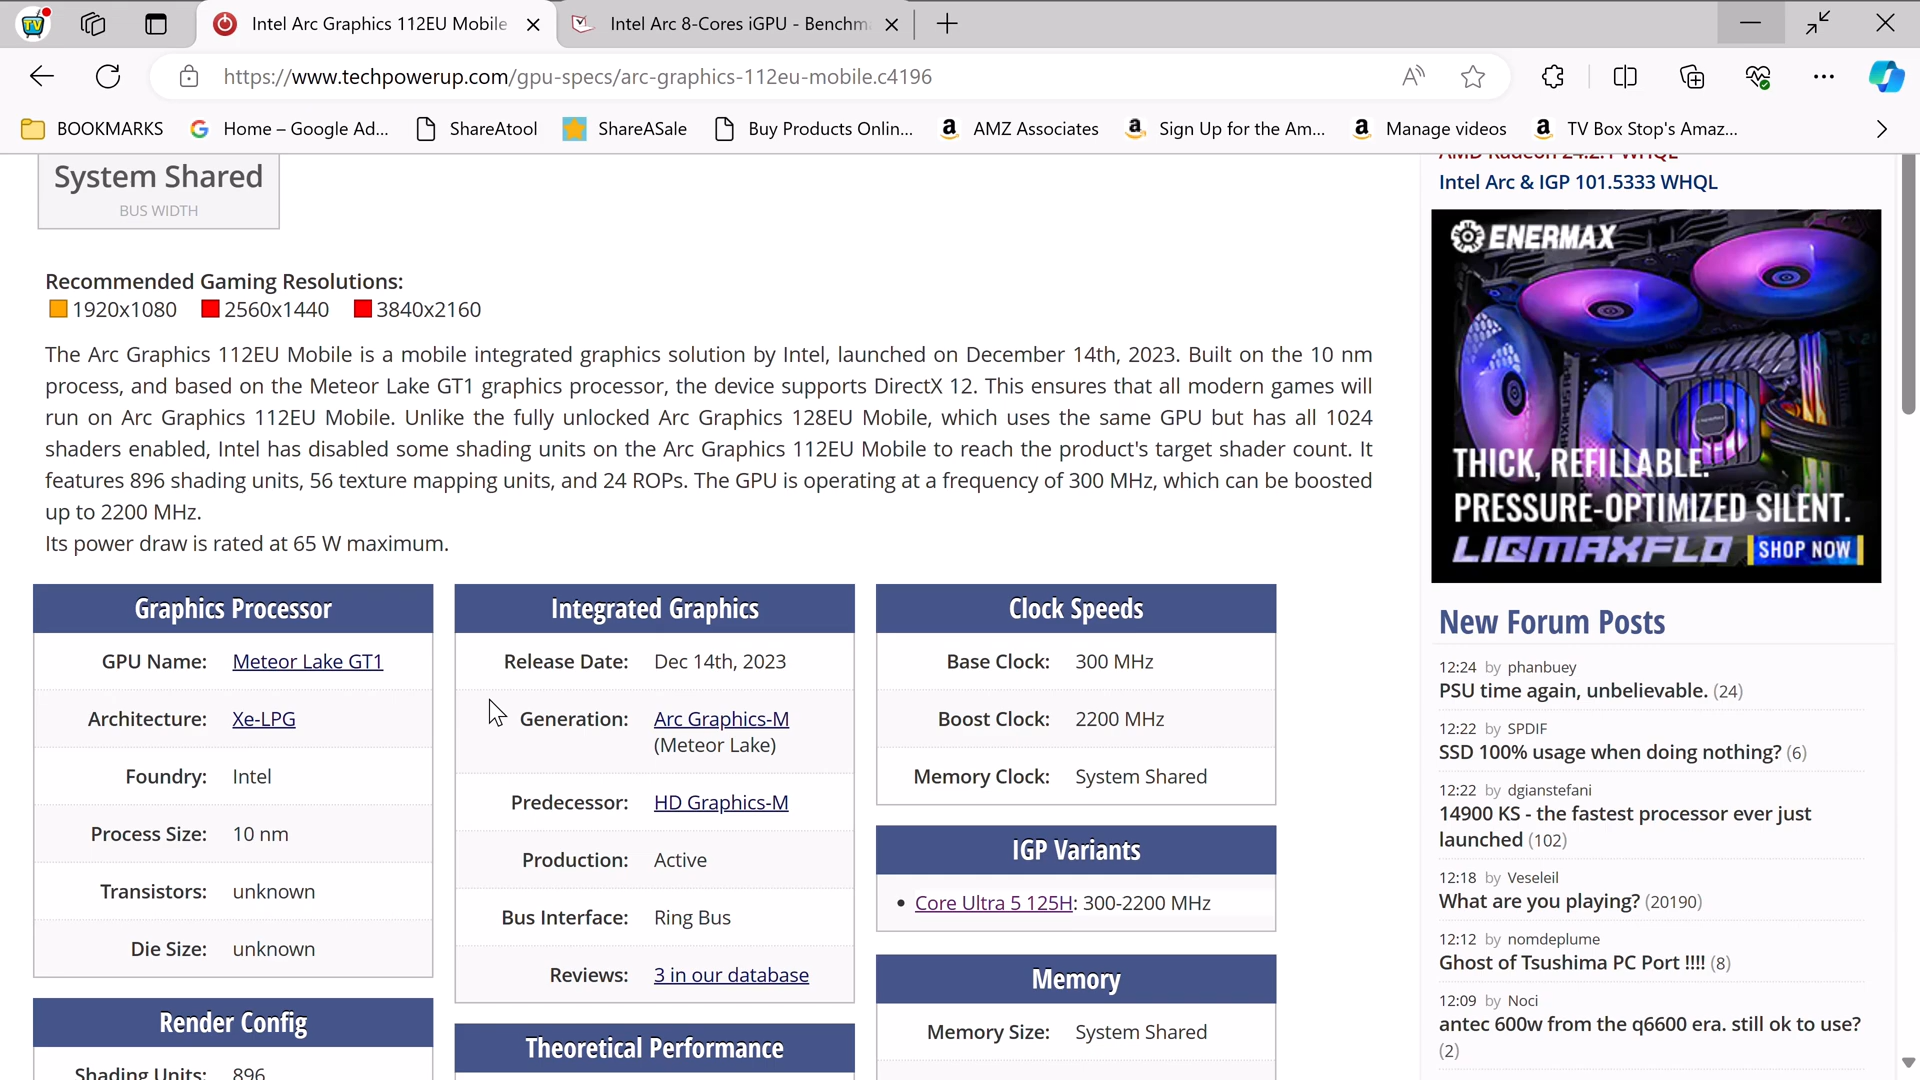 TV
Intel Arc Graphics 112EU Mobile
Intel Arc 8-Cores iGPU - Benchm
https://www.techpowerup.com/gpu-specs/arc-graphics-112eu-mobile.c4196
BOOKMARKS
Home – Google Ad...
ShareAtool
ShareASale
Buy Products Onlin...
AMZ Associates
Sign Up for the Am...
Manage videos
TV Box Stop's Amaz...
System Shared
BUS WIDTH
AMD Radeon 24.2.1 WHQL
Intel Arc & IGP 101.5333 WHQL
Recommended Gaming Resolutions:
1920x1080 2560x1440 3840x2160
The Arc Graphics 112EU Mobile is a mobile integrated graphics solution by Intel, launched on December 14th, 2023. Built on the 10 nm
process, and based on the Meteor Lake GT1 graphics processor, the device supports DirectX 12. This ensures that all modern games will
run on Arc Graphics 112EU Mobile. Unlike the fully unlocked Arc Graphics 128EU Mobile, which uses the same GPU but has all 1024
shaders enabled, Intel has disabled some shading units on the Arc Graphics 112EU Mobile to reach the product's target shader count. It
features 896 shading units, 56 texture mapping units, and 24 ROPs. The GPU is operating at a frequency of 300 MHz, which can be boosted
up to 2200 MHz.
Its power draw is rated at 65 W maximum.
Graphics Processor
GPU Name: Meteor Lake GT1
Architecture: Xe-LPG
Foundry: Intel
Process Size: 10 nm
Transistors: unknown
Die Size: unknown
Render Config
Shading Units: 896
Integrated Graphics
Release Date: Dec 14th, 2023
Generation: Arc Graphics-M
(Meteor Lake)
Predecessor: HD Graphics-M
Production: Active
Bus Interface: Ring Bus
Reviews: 3 in our database
Theoretical Performance
Clock Speeds
Base Clock: 300 MHz
Boost Clock: 2200 MHz
Memory Clock: System Shared
IGP Variants
• Core Ultra 5 125H: 300-2200 MHz
Memory
Memory Size: System Shared
ENERMAX
THICK, REFILLABLE.
PRESSURE-OPTIMIZED SILENT.
LIQMAXFLO SHOP NOW
New Forum Posts
12:24 by phanbuey
PSU time again, unbelievable. (24)
12:22 by SPDIF
SSD 100% usage when doing nothing? (6)
12:22 by dgianstefani
14900 KS - the fastest processor ever just
launched (102)
12:18 by Veseleil
What are you playing? (20190)
12:12 by nomdeplume
Ghost of Tsushima PC Port !!!! (8)
12:09 by Noci
antec 600w from the q6600 era. still ok to use?
(2)